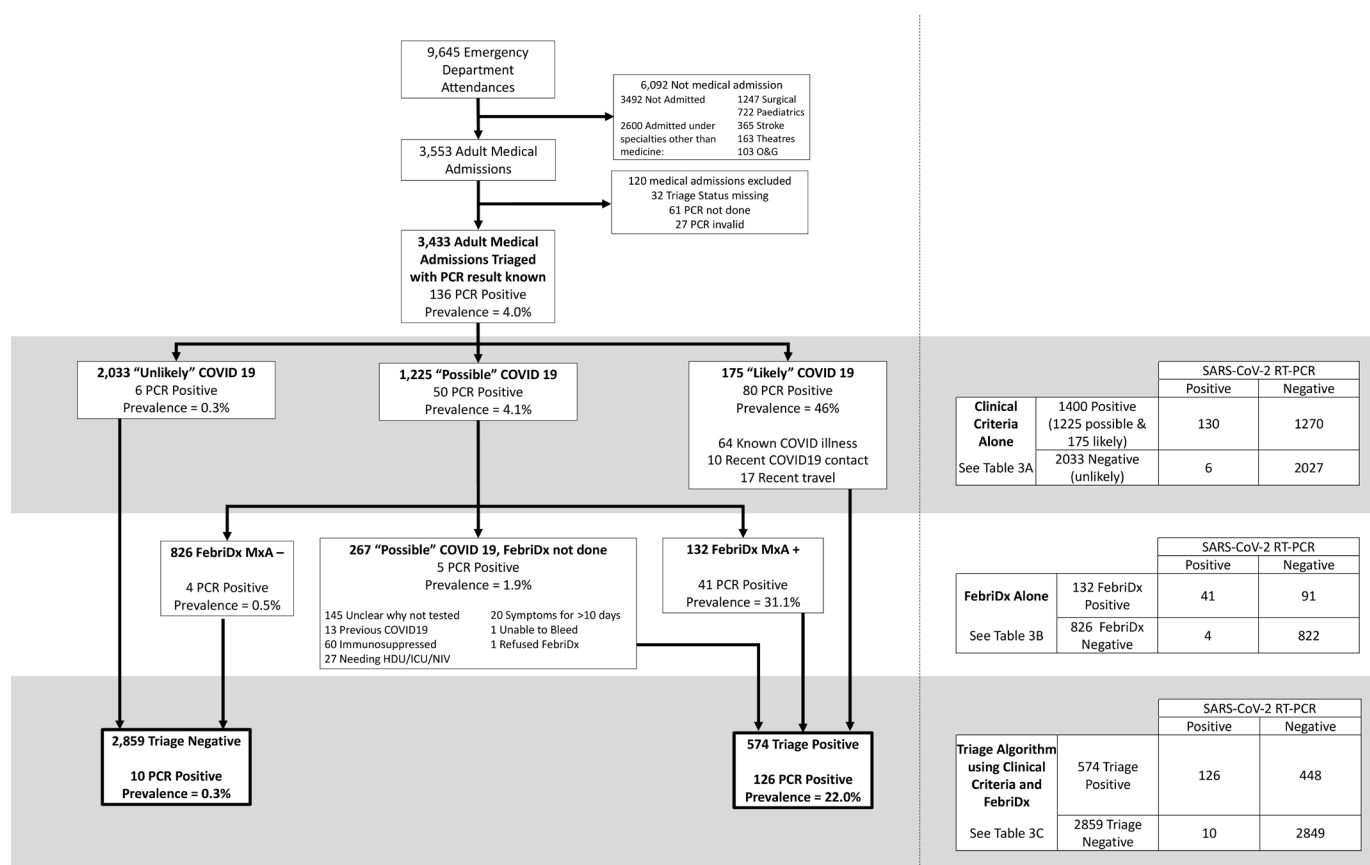 9,645 Emergency
Department
Attendances
6,092 Not medical admission
3492 Not Admitted
2600 Admitted under
specialties other than
medicine:
1247 Surgical
722 Paediatrics
365 Stroke
163 Theatres
103 O&G
3,553 Adult Medical
Admissions
120 medical admissions excluded
32 Triage Status missing
61 PCR not done
27 PCR invalid
3,433 Adult Medical
Admissions Triaged
with PCR result known
136 PCR Positive
Prevalence = 4.0%
2,033 “Unlikely” COVID 19
6 PCR Positive
Prevalence = 0.3%
1,225 “Possible” COVID 19
50 PCR Positive
Prevalence = 4.1%
175 “Likely” COVID 19
80 PCR Positive
Prevalence = 46%
64 Known COVID illness
10 Recent COVID19 contact
17 Recent travel
826 FebriDx MxA –
4 PCR Positive
Prevalence = 0.5%
267 “Possible” COVID 19, FebriDx not done
5 PCR Positive
Prevalence = 1.9%
145 Unclear why not tested
13 Previous COVID19
60 Immunosuppressed
27 Needing HDU/ICU/NIV
20 Symptoms for >10 days
1 Unable to Bleed
1 Refused FebriDx
132 FebriDx MxA +
41 PCR Positive
Prevalence = 31.1%
2,859 Triage Negative
10 PCR Positive
Prevalence = 0.3%
574 Triage Positive
126 PCR Positive
Prevalence = 22.0%
SARS-CoV-2 RT-PCR
Positive Negative
Clinical
Criteria
Alone
See Table 3A
1400 Positive
(1225 possible &
175 likely)
130 1270
2033 Negative
(unlikely)
6 2027
SARS-CoV-2 RT-PCR
Positive Negative
FebriDx Alone
See Table 3B
132 FebriDx
Positive
41 91
826 FebriDx
Negative
4 822
SARS-CoV-2 RT-PCR
Positive Negative
Triage Algorithm
using Clinical
Criteria and
FebriDx
See Table 3C
574 Triage
Positive
126 448
2859 Triage
Negative
10 2849